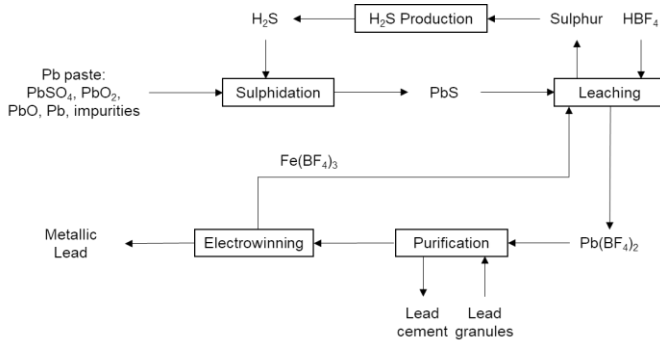 H₂S
H₂S Production
Sulphur
HBF₄
Pb paste:
PbSO₄, PbO₂,
PbO, Pb, impurities
Sulphidation
PbS
Leaching
Fe(BF₄)₃
Metallic
Lead
Electrowinning
Purification
Pb(BF₄)₂
Lead
cement
Lead
granules